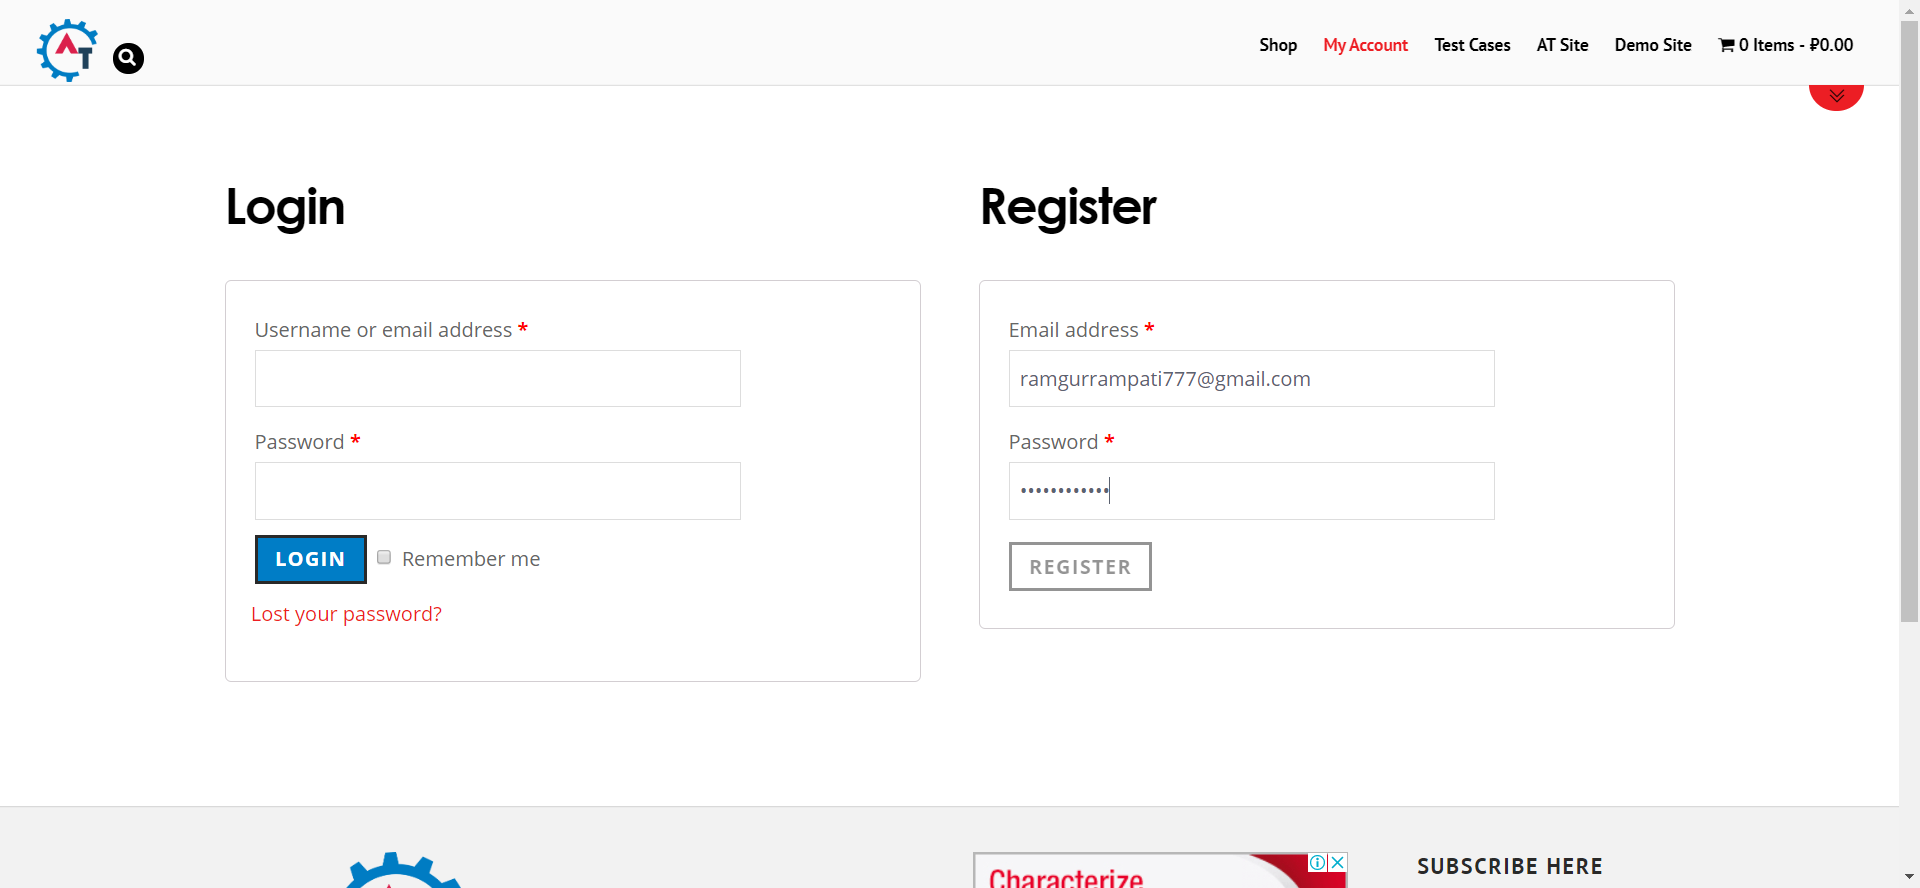 AT
Shop My Account Test Cases AT Site Demo Site 0 Items - ₽0.00
Login
Username or email address *
Password *
LOGIN Remember me
Lost your password?
Register
Email address *
ramgurrampati777@gmail.com
Password *
••••••••••••
REGISTER
Characterize
SUBSCRIBE HERE